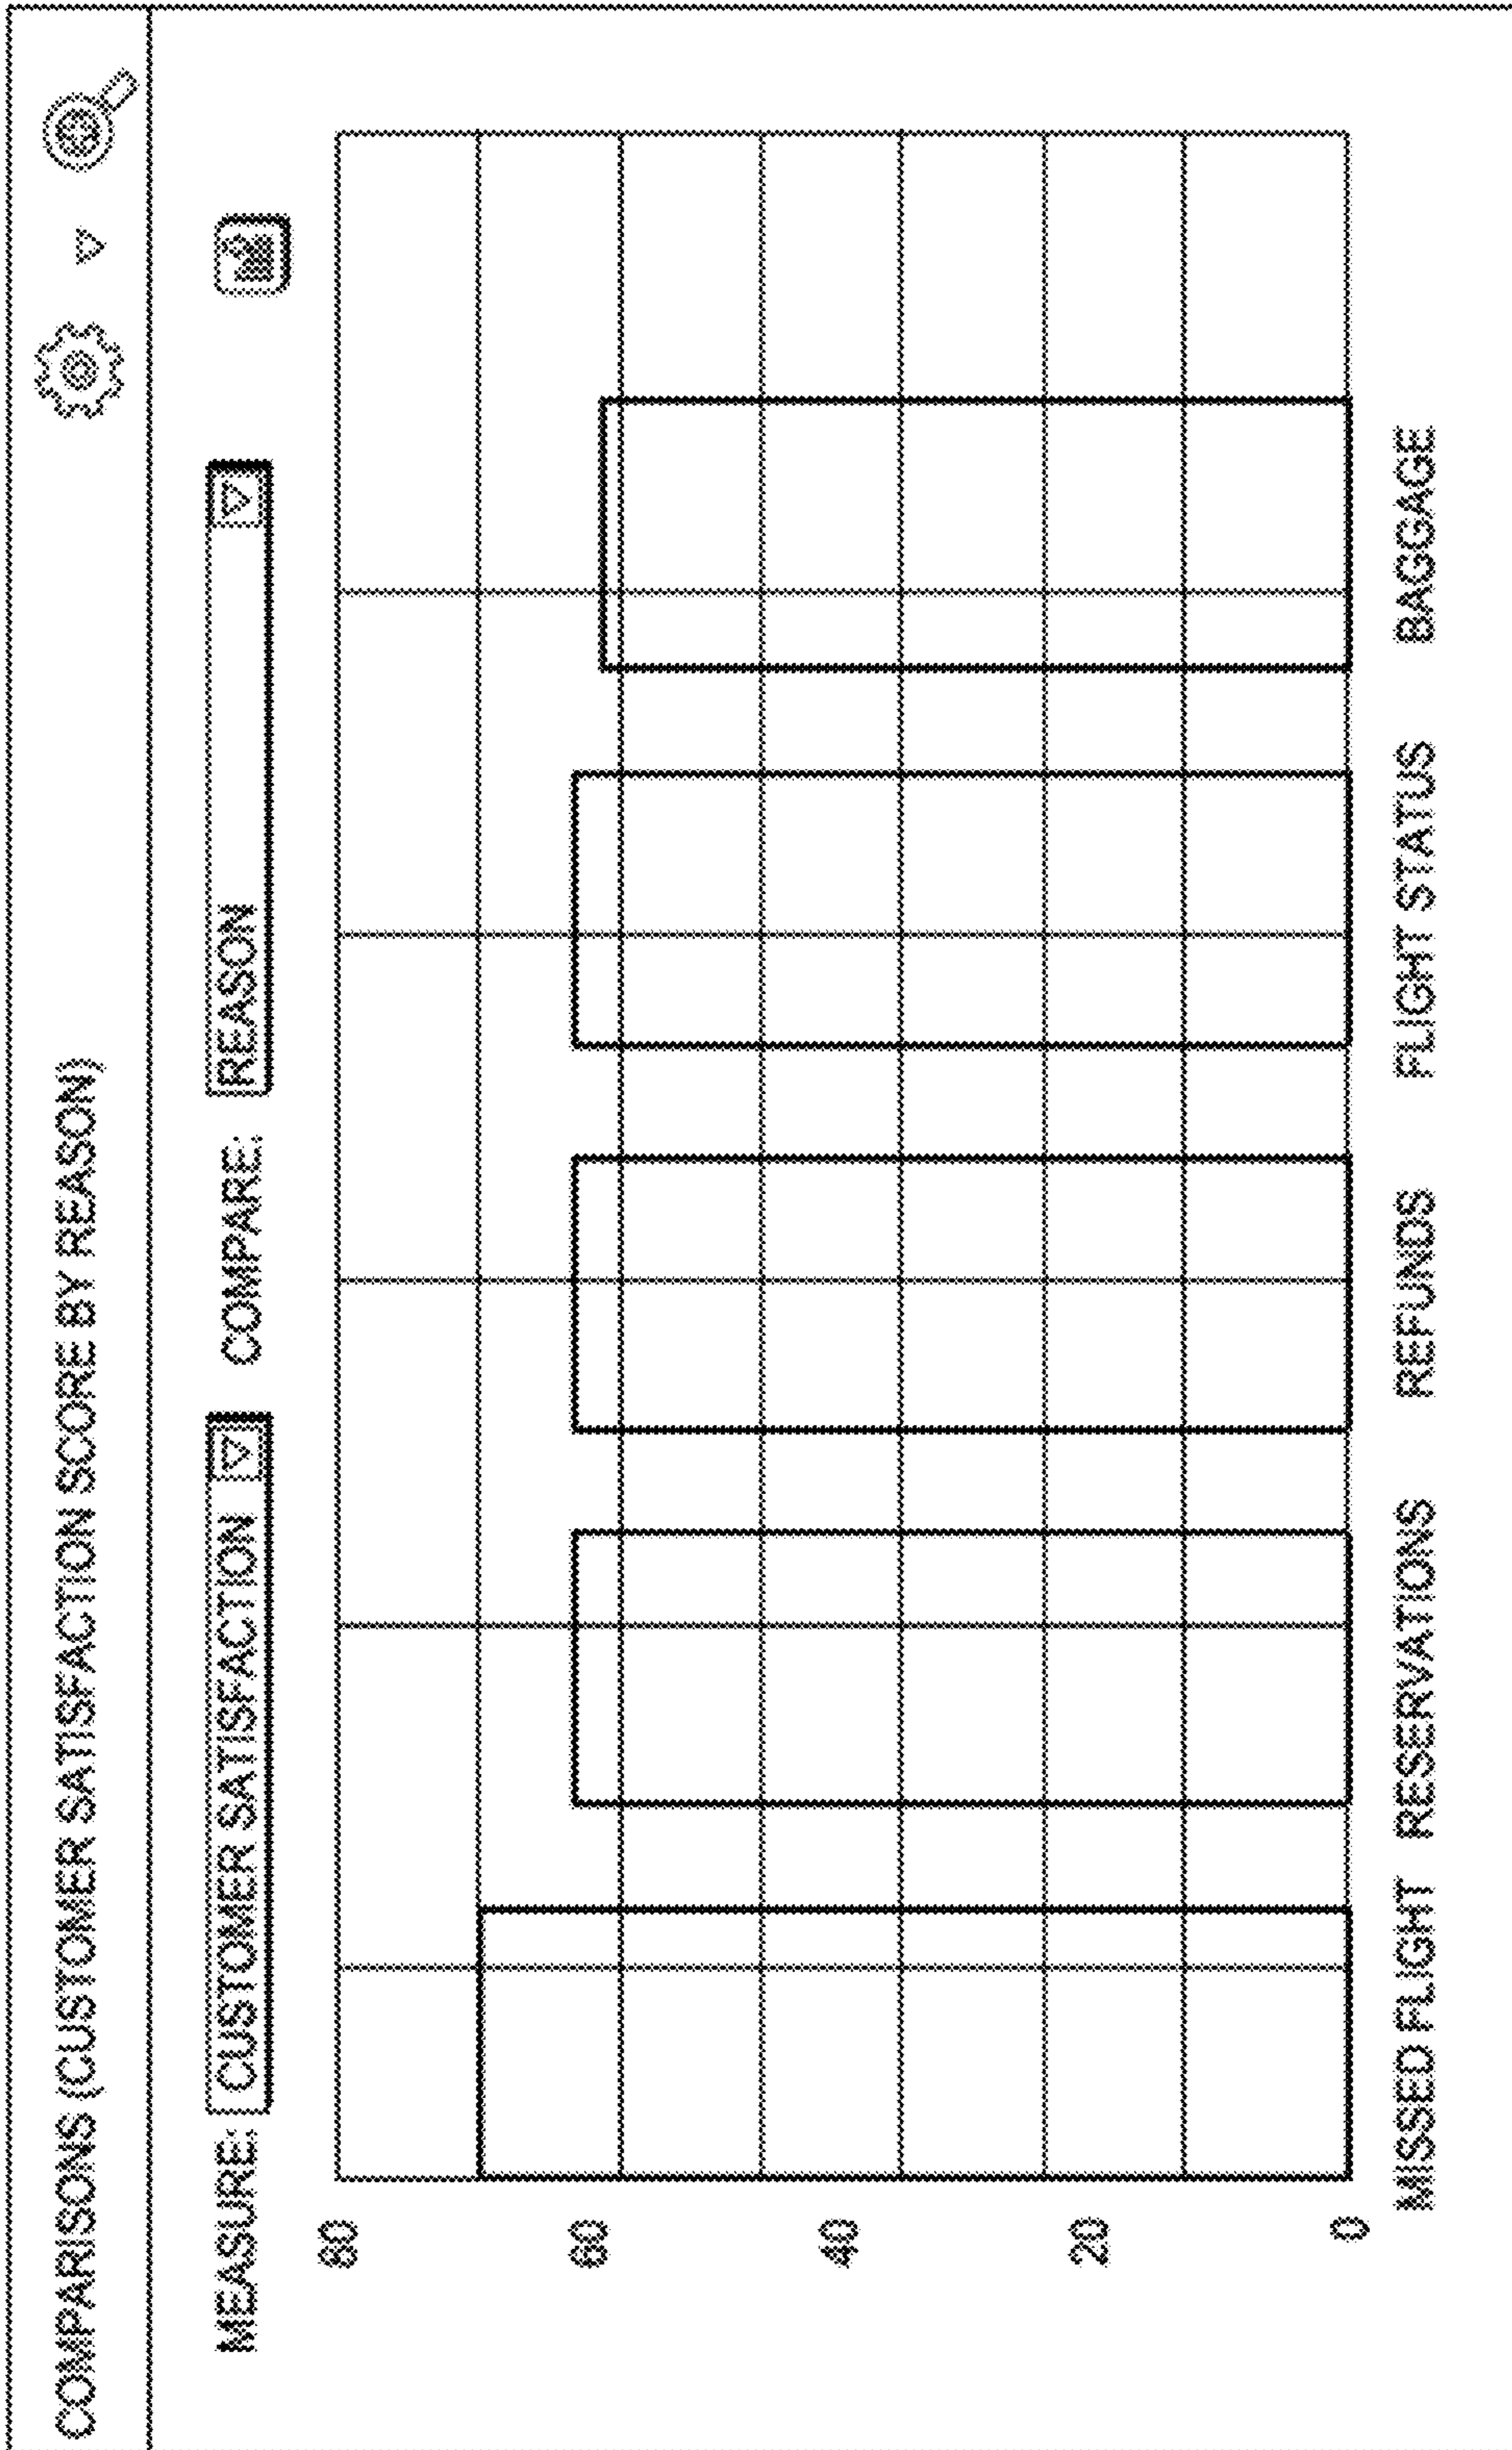 COMPARISONS (CUSTOMER SATISFACTION SCORE BY REASON)
MEASURE: CUSTOMER SATISFACTION COMPARE: REASON
80
60
40
20
0
MISSED FLIGHT RESERVATIONS REFUNDS FLIGHT STATUS BAGGAGE